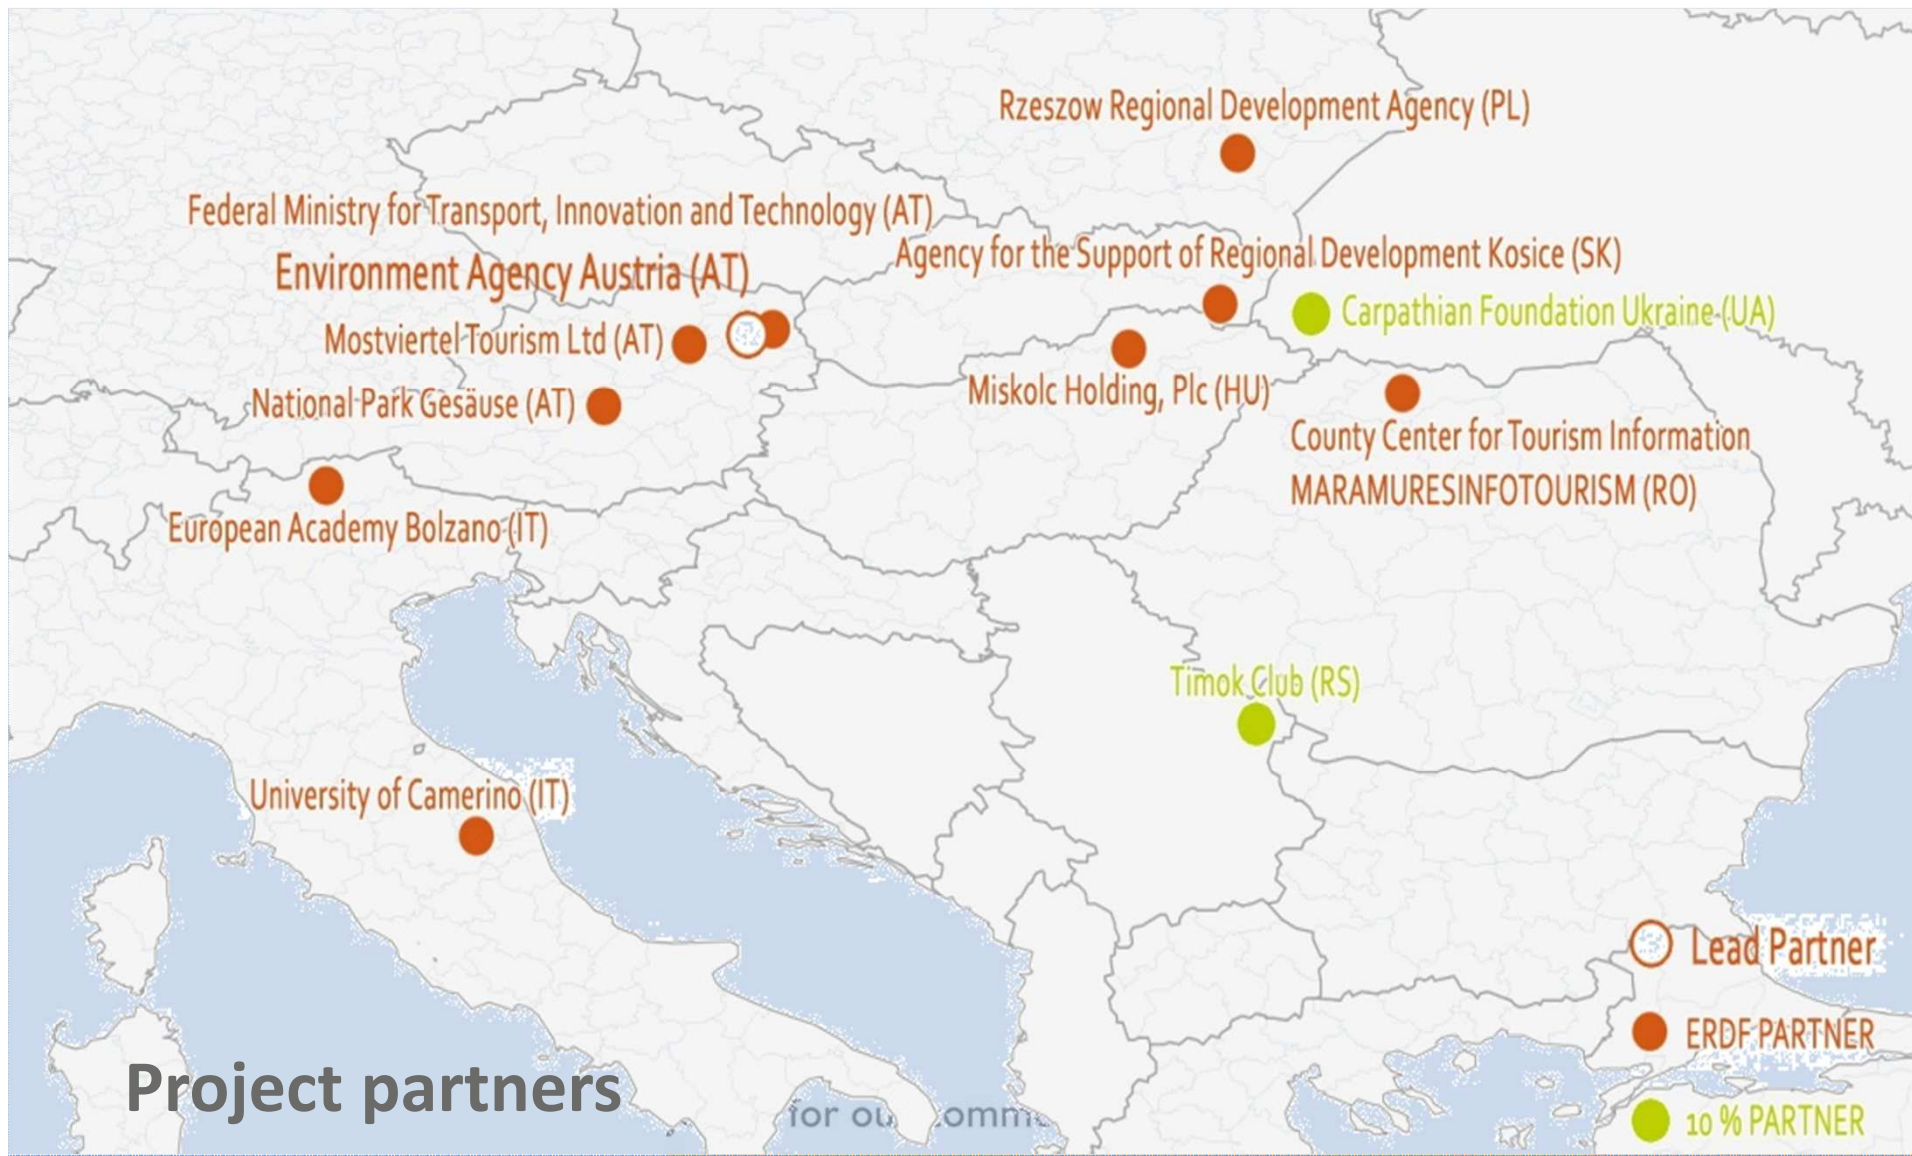 Rzeszow Regional Development Agency (PL)
Federal Ministry for Transport, Innovation and Technology (AT)
Agency for the Support of Regional Development Kosice (SK)
Environment Agency Austria (AT)
Carpathian Foundation Ukraine (UA)
Mostviertel Tourism Ltd (AT)
Miskolc Holding, Plc (HU)
National Park Gesäuse (AT)
County Center for Tourism Information
MARAMURESINFOTOURISM (RO)
European Academy Bolzano (IT)
Timok Club (RS)
University of Camerino (IT)
Lead Partner
ERDF PARTNER
10 % PARTNER
Project partners
for